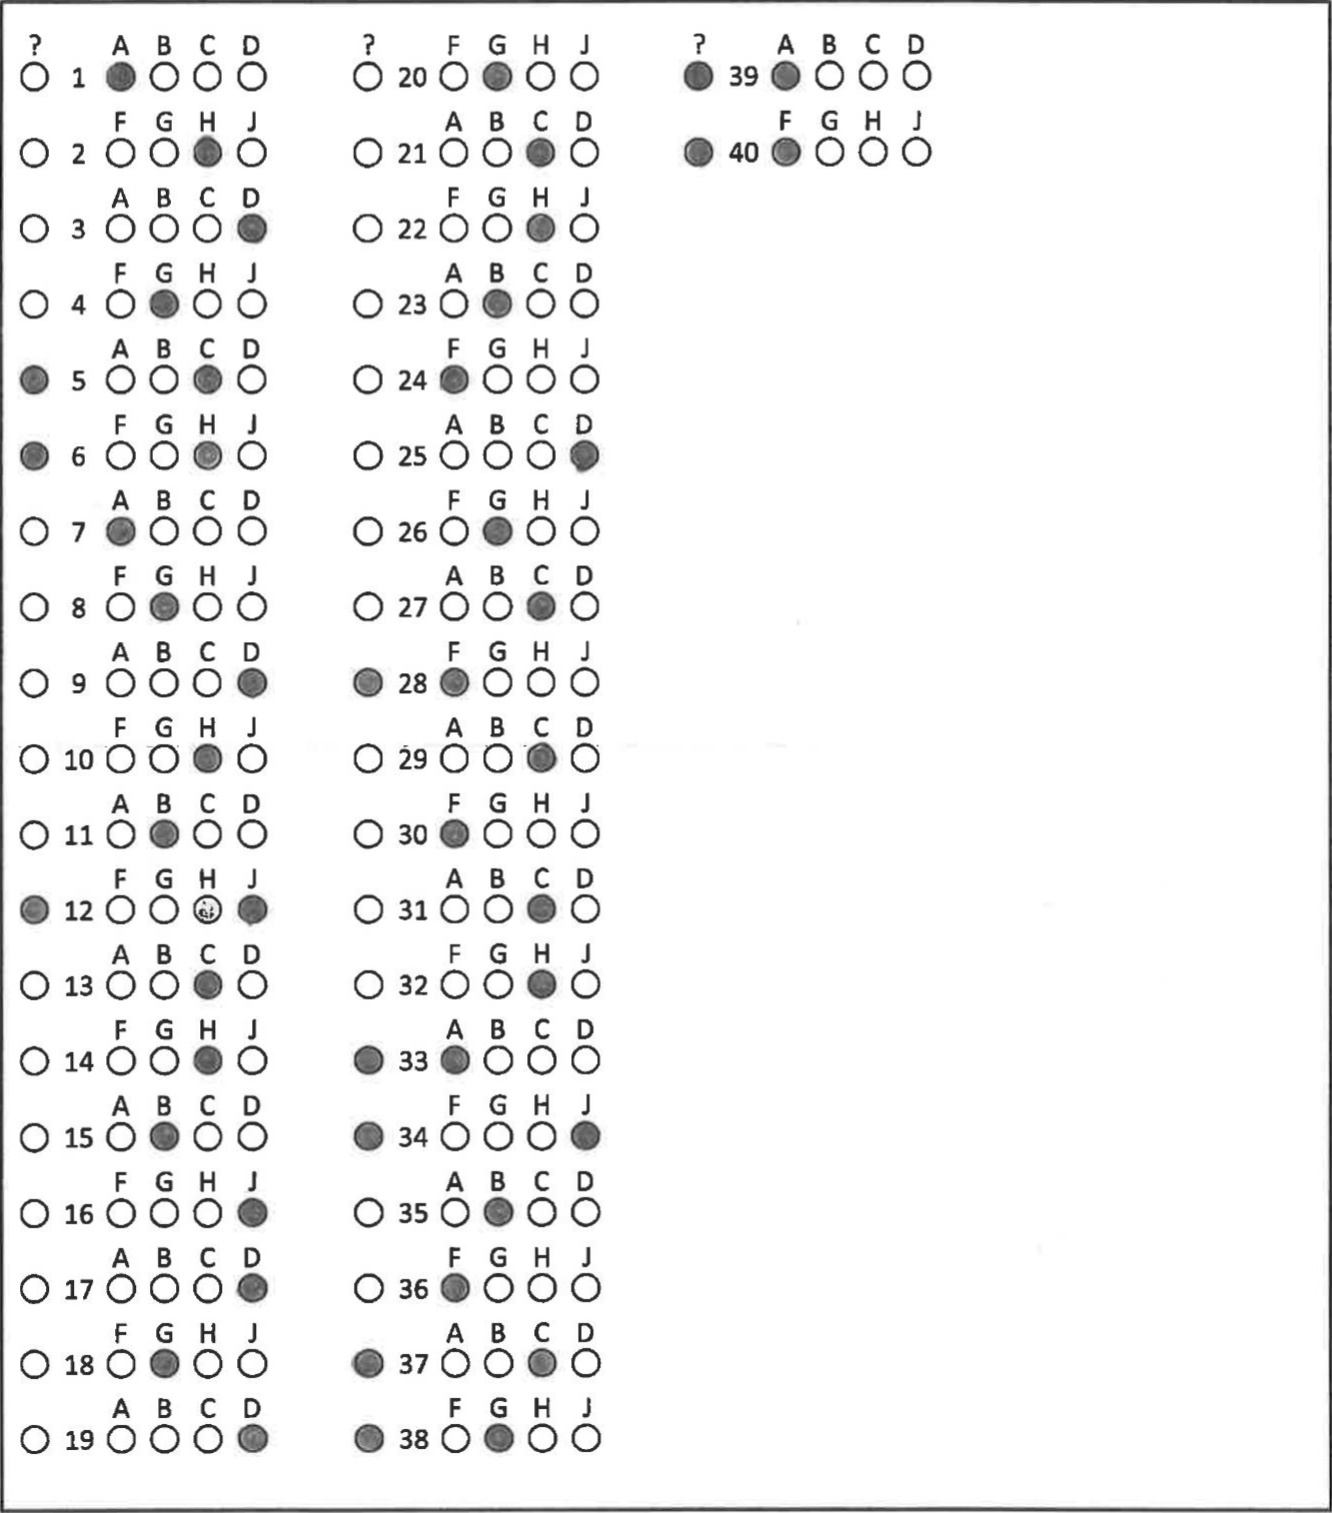 ? A B C D
1
F G H J
2
A B C D
3
F G H J
4
A B C D
5
F G H J
6
A B C D
7
F G H J
8
A B C D
9
F G H J
10
A B C D
11
F G H J
12
A B C D
13
F G H J
14
A B C D
15
F G H J
16
A B C D
17
F G H J
18
A B C D
19
? F G H J
20
A B C D
21
F G H J
22
A B C D
23
F G H J
24
A B C D
25
F G H J
26
A B C D
27
F G H J
28
A B C D
29
F G H J
30
A B C D
31
F G H J
32
A B C D
33
F G H J
34
A B C D
35
F G H J
36
A B C D
37
F G H J
38
? A B C D
39
F G H J
40